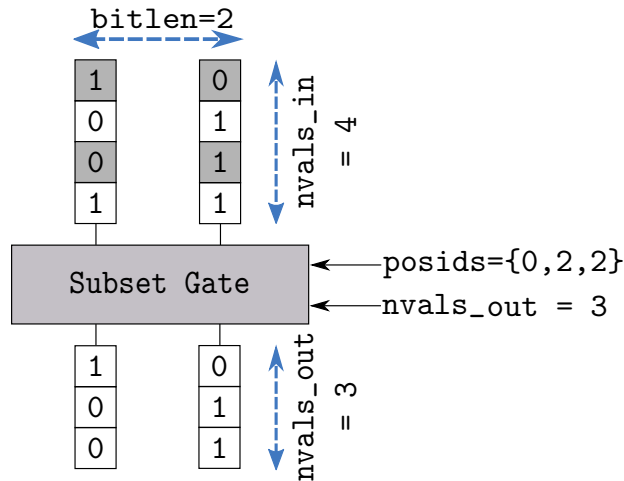 bitlen=2
1 0
0 1
0 1
1 1
nvals_in
= 4
Subset Gate
posids={0,2,2}
nvals_out = 3
1 0
0 1
0 1
nvals_out
= 3